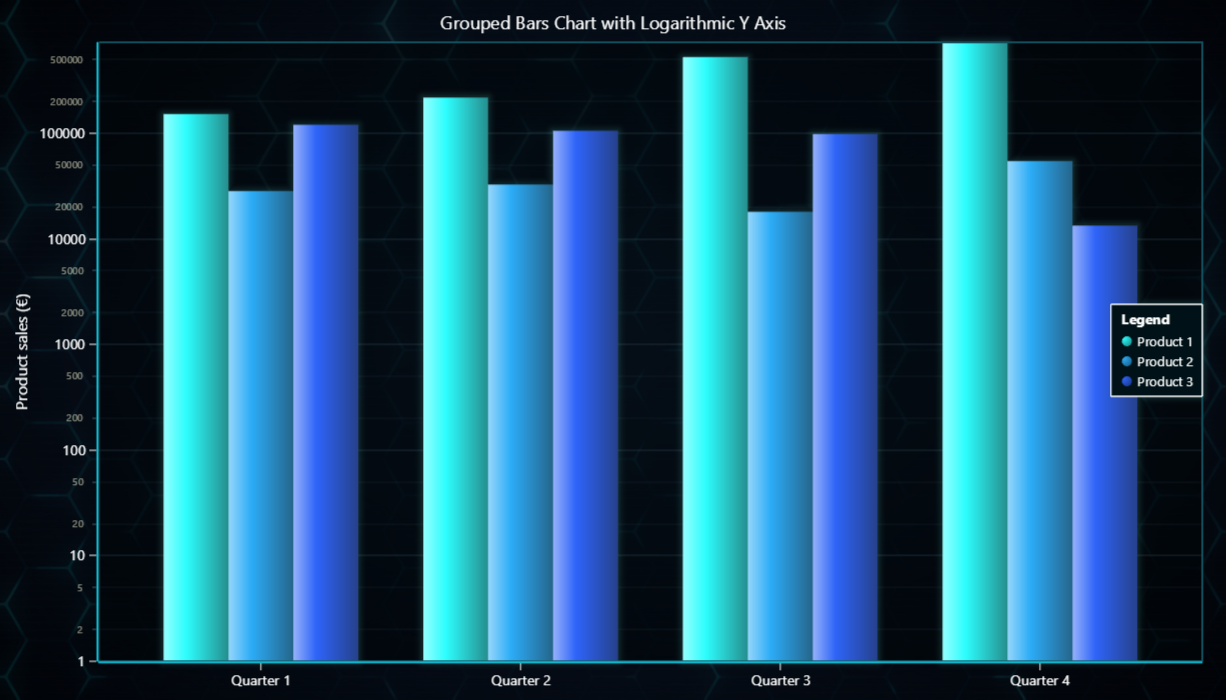 Grouped Bars Chart with Logarithmic Y Axis
Product sales (€)
500000
200000
100000
50000
20000
10000
5000
2000
1000
500
200
100
50
20
10
5
2
1
Quarter 1
Quarter 2
Quarter 3
Quarter 4
Legend
Product 1
Product 2
Product 3